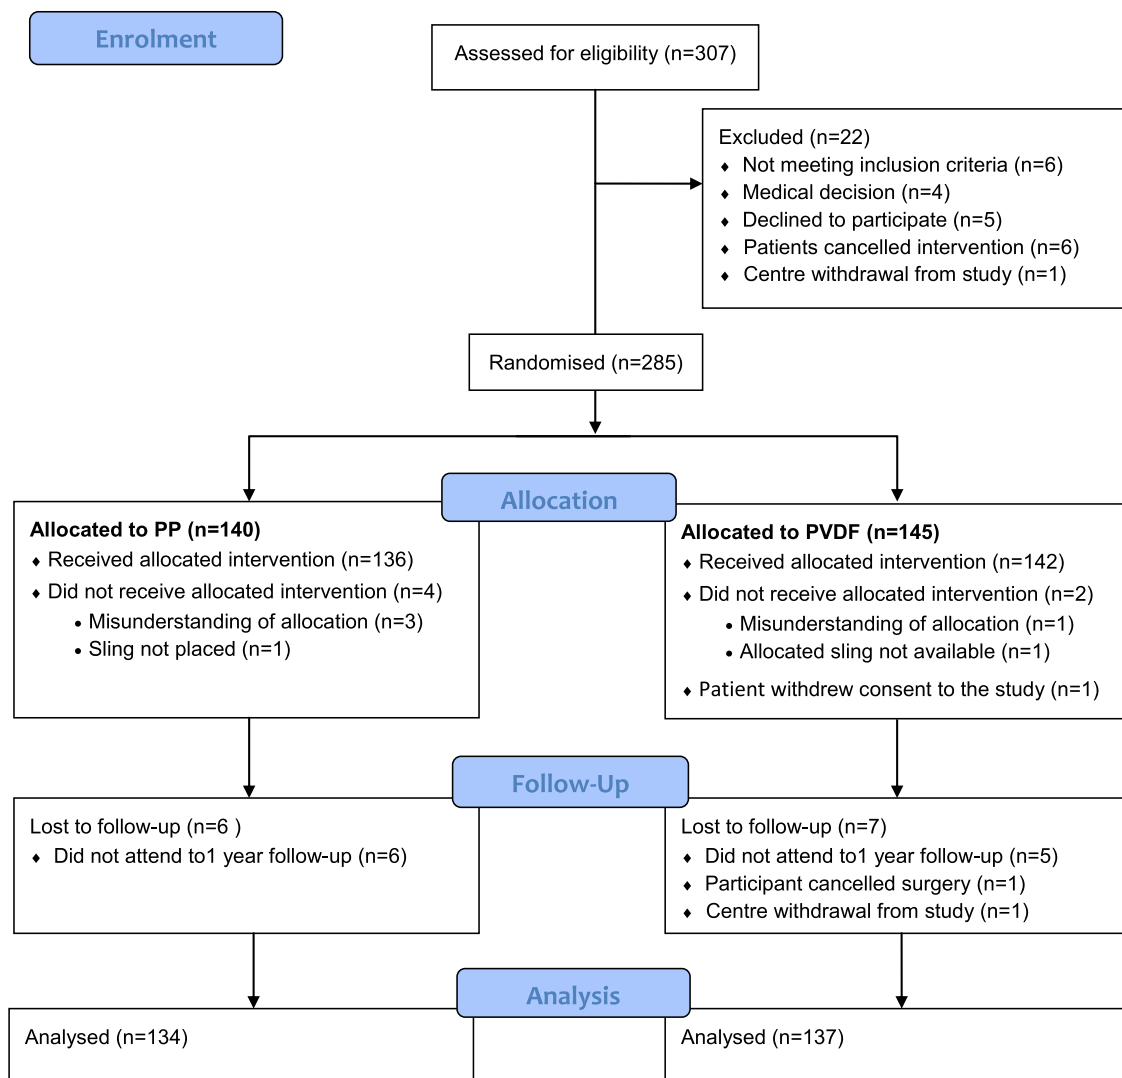 Enrolment
Assessed for eligibility (n=307)
Excluded (n=22)
♦ Not meeting inclusion criteria (n=6)
♦ Medical decision (n=4)
♦ Declined to participate (n=5)
♦ Patients cancelled intervention (n=6)
♦ Centre withdrawal from study (n=1)
Randomised (n=285)
Allocation
Allocated to PP (n=140)
♦ Received allocated intervention (n=136)
♦ Did not receive allocated intervention (n=4)
• Misunderstanding of allocation (n=3)
• Sling not placed (n=1)
Allocated to PVDF (n=145)
♦ Received allocated intervention (n=142)
♦ Did not receive allocated intervention (n=2)
• Misunderstanding of allocation (n=1)
• Allocated sling not available (n=1)
♦ Patient withdrew consent to the study (n=1)
Follow-Up
Lost to follow-up (n=6 )
♦ Did not attend to1 year follow-up (n=6)
Lost to follow-up (n=7)
♦ Did not attend to1 year follow-up (n=5)
♦ Participant cancelled surgery (n=1)
♦ Centre withdrawal from study (n=1)
Analysis
Analysed (n=134)
Analysed (n=137)